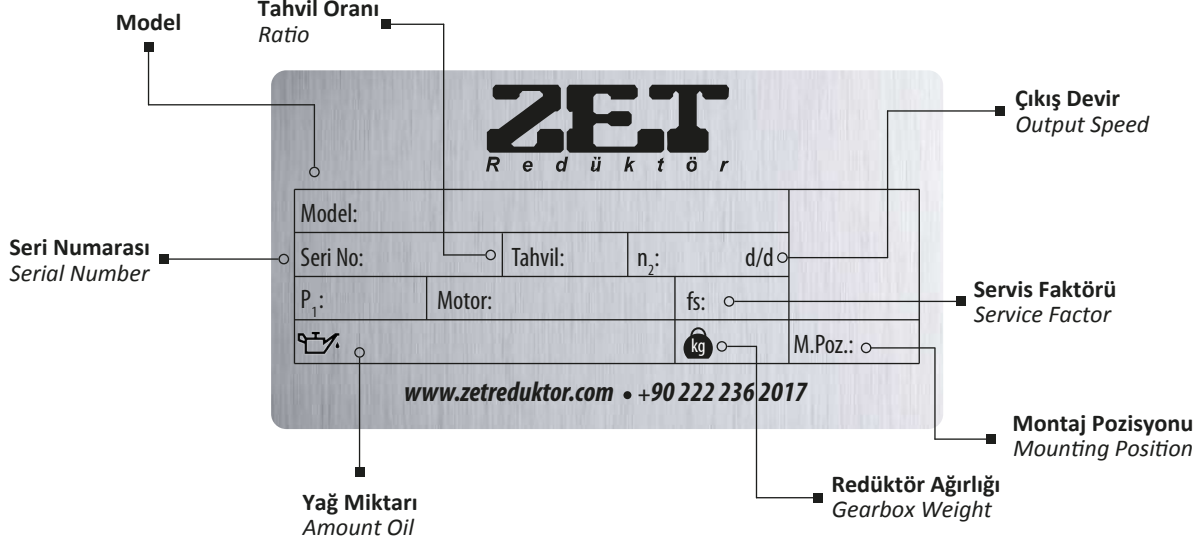 Tahvil Oranı
Ratio
Model
ZET
Redüktör
Çıkış Devir
Output Speed
Model:
Seri Numarası
Serial Number
Seri No:
Tahvil:
n2:
d/d
P1:
Motor:
fs:
Servis Faktörü
Service Factor
kg
M.Poz.:
www.zetreduktor.com • +90 222 236 2017
Montaj Pozisyonu
Mounting Position
Redüktör Ağırlığı
Gearbox Weight
Yağ Miktarı
Amount Oil